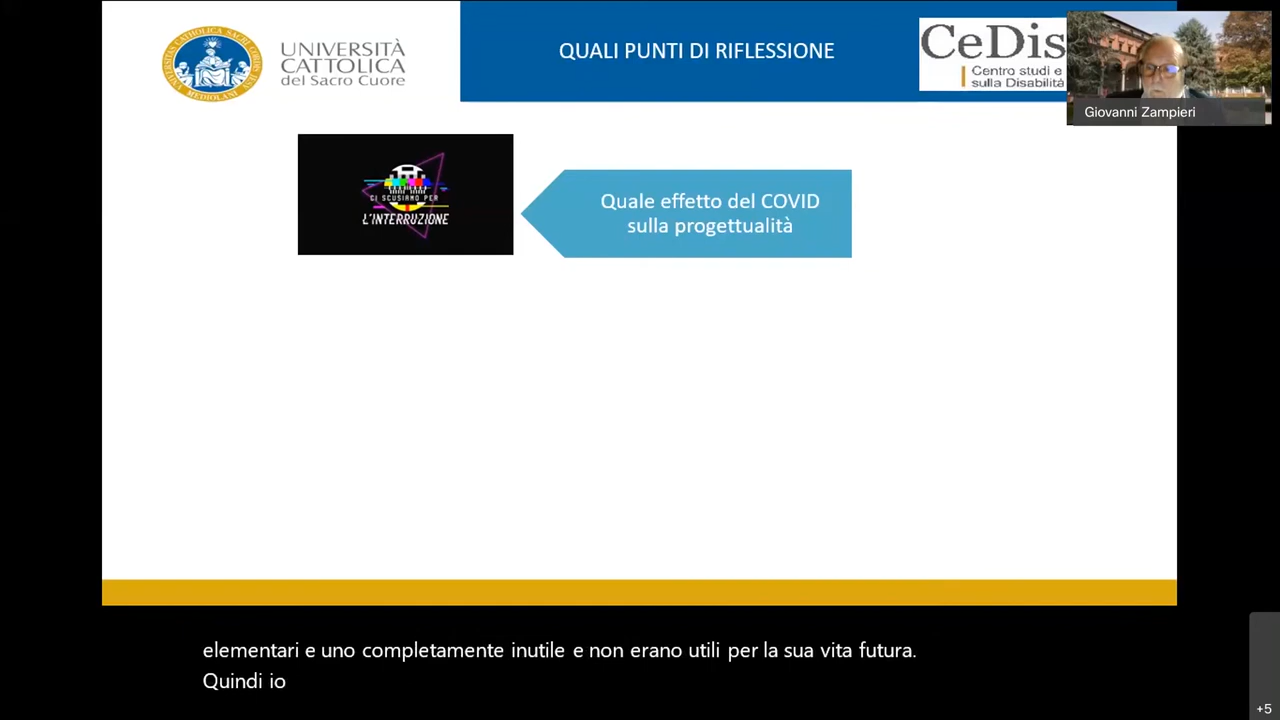 UNIVERSITÀ
CATTOLICA
del Sacro Cuore
QUALI PUNTI DI RIFLESSIONE
CeDis
Centro studi e
sulla Disabilità
Giovanni Zampieri
CI SCUSIAMO PER
L'INTERRUZIONE
Quale effetto del COVID
sulla progettualità
elementari e uno completamente inutile e non erano utili per la sua vita futura.
Quindi io
+5